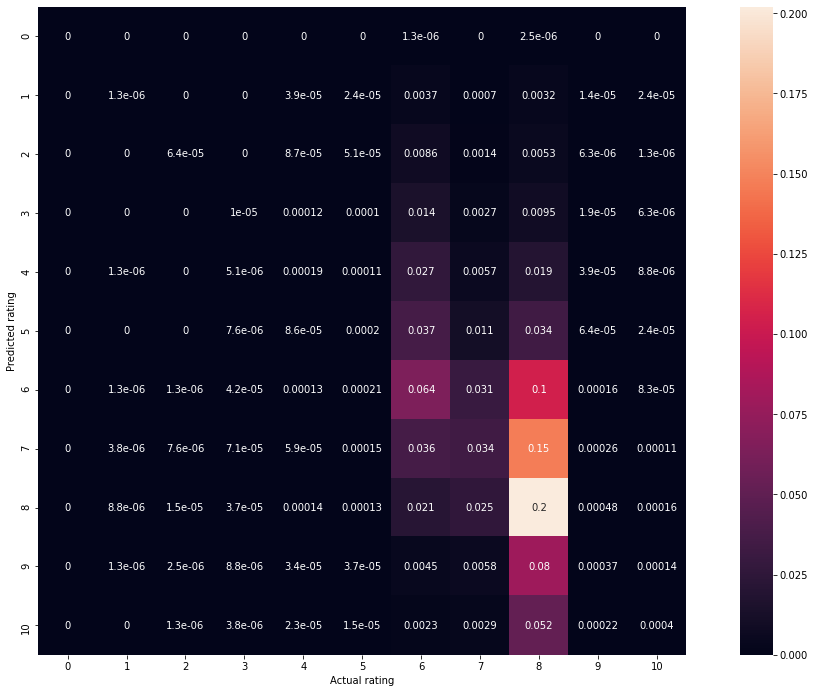 0 0 0 0 0 0 0 1.3e-06 0 2.5e-06 0 0
1 0 1.3e-06 0 0 3.9e-05 2.4e-05 0.0037 0.0007 0.0032 1.4e-05 2.4e-05
2 0 0 6.4e-05 0 8.7e-05 5.1e-05 0.0086 0.0014 0.0053 6.3e-06 1.3e-06
3 0 0 0 1e-05 0.00012 0.0001 0.014 0.0027 0.0095 1.9e-05 6.3e-06
4 0 1.3e-06 0 5.1e-06 0.00019 0.00011 0.027 0.0057 0.019 3.9e-05 8.8e-06
5 0 0 0 7.6e-06 8.6e-05 0.0002 0.037 0.011 0.034 6.4e-05 2.4e-05
6 0 1.3e-06 1.3e-06 4.2e-05 0.00013 0.00021 0.064 0.031 0.1 0.00016 8.3e-05
7 0 3.8e-06 7.6e-06 7.1e-05 5.9e-05 0.00015 0.036 0.034 0.15 0.00026 0.00011
8 0 8.8e-06 1.5e-05 3.7e-05 0.00014 0.00013 0.021 0.025 0.2 0.00048 0.00016
9 0 1.3e-06 2.5e-06 8.8e-06 3.4e-05 3.7e-05 0.0045 0.0058 0.08 0.00037 0.00014
10 0 0 1.3e-06 3.8e-06 2.3e-05 1.5e-05 0.0023 0.0029 0.052 0.00022 0.0004
0 1 2 3 4 5 6 7 8 9 10
Actual rating
Predicted rating
0.200
0.175
0.150
0.125
0.100
0.075
0.050
0.025
0.000